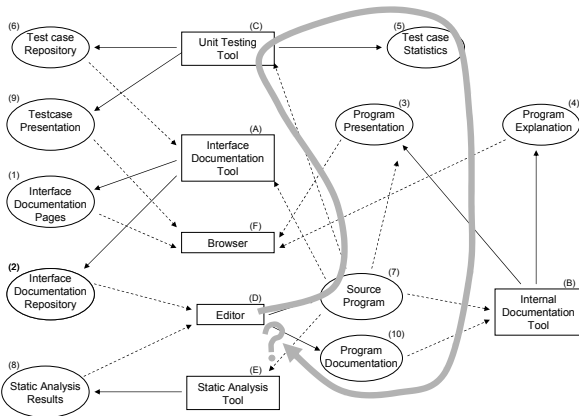 (6)
Test case
Repository
(C)
Unit Testing
Tool
(5)
Test case
Statistics
(9)
Testcase
Presentation
(A)
Interface
Documentation
Tool
(3)
Program
Presentation
(4)
Program
Explanation
(1)
Interface
Documentation
Pages
(F)
Browser
(2)
Interface
Documentation
Repository
(D)
Editor
(7)
Source
Program
(B)
Internal
Documentation
Tool
?
(10)
Program
Documentation
(8)
Static Analysis
Results
(E)
Static Analysis
Tool